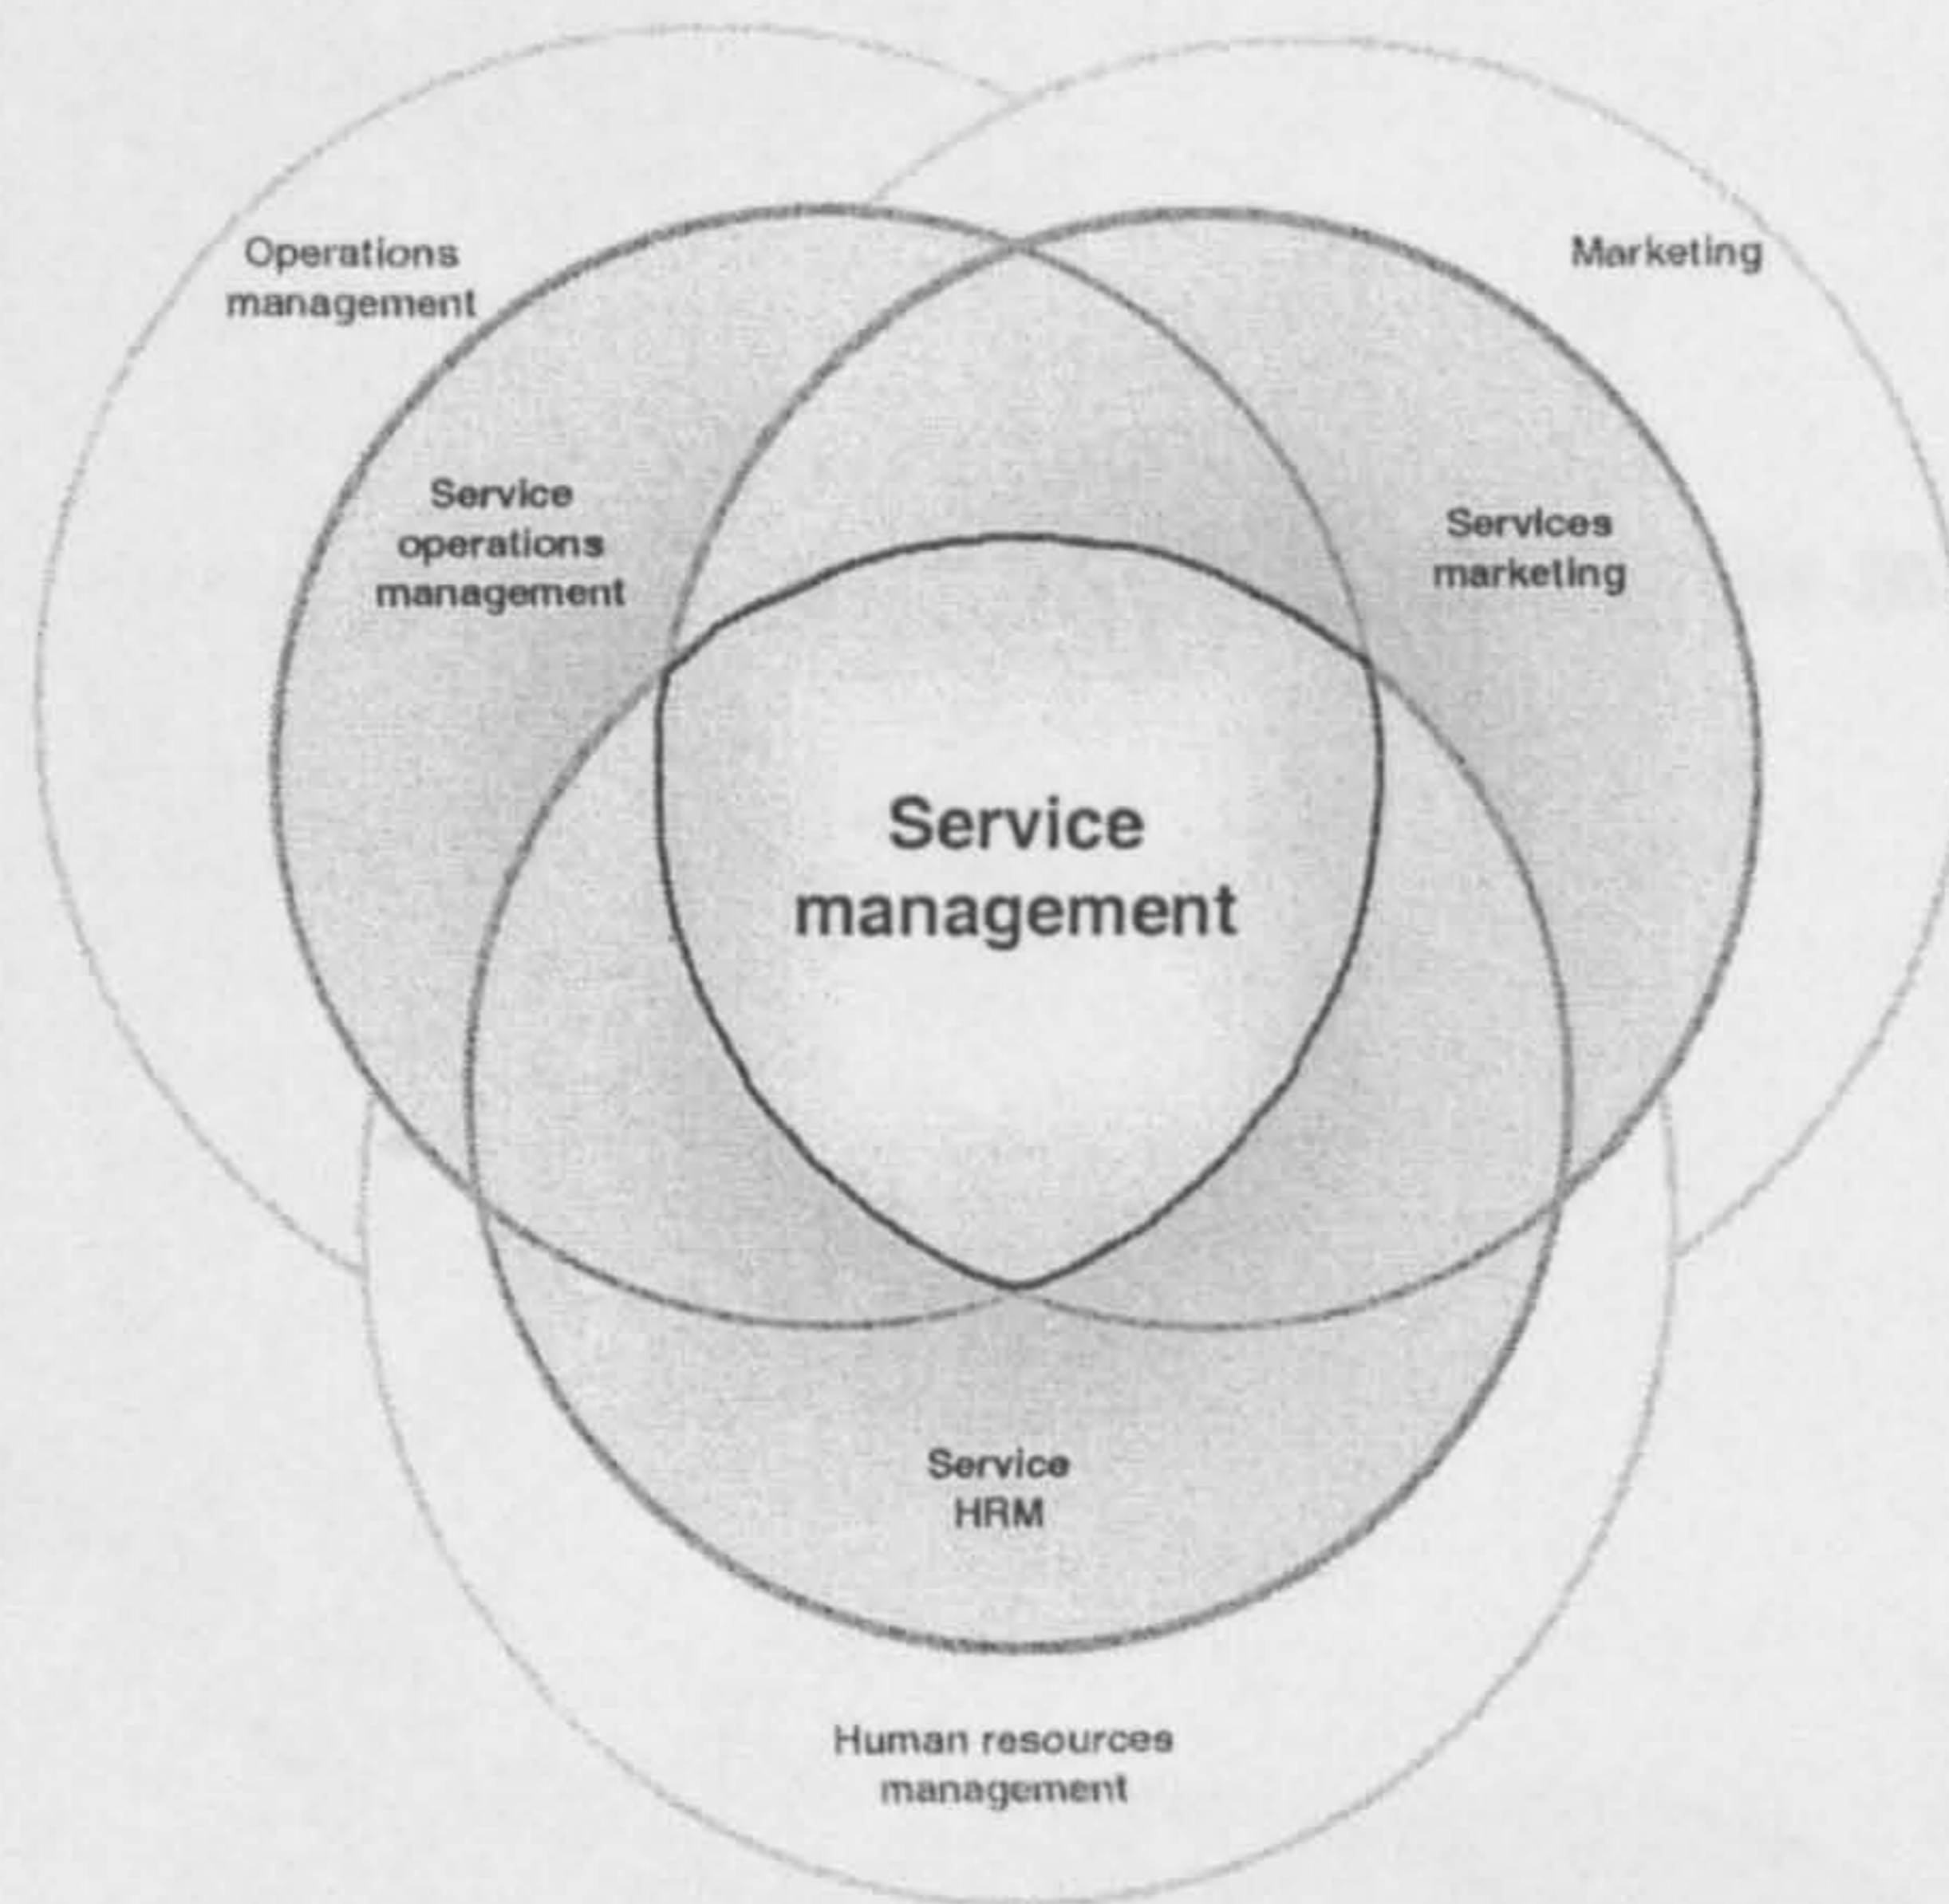 Operations
management
Marketing
Service
operations
management
Services
marketing
Service
management
Service
HRM
Human resources
management